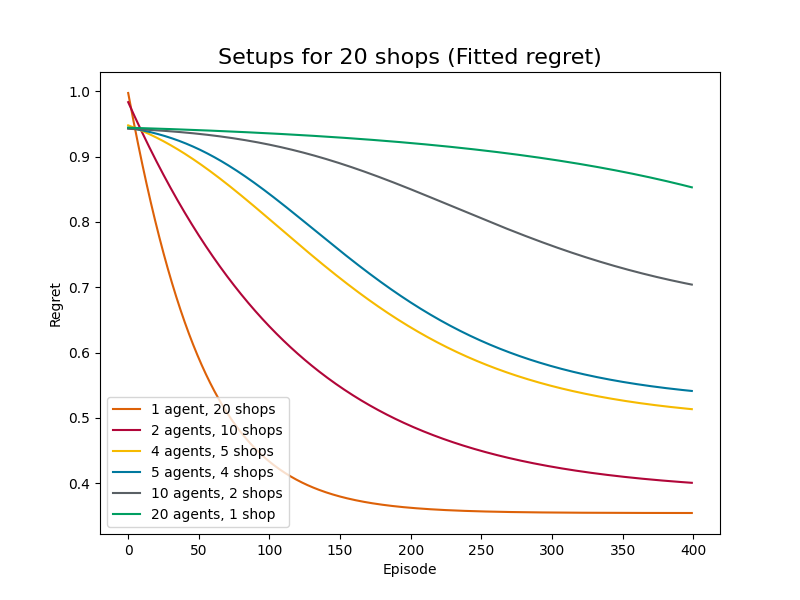 Setups for 20 shops (Fitted regret)
1.0
0.9
0.8
0.7
0.6
0.5
0.4
Regret
1 agent, 20 shops
2 agents, 10 shops
4 agents, 5 shops
5 agents, 4 shops
10 agents, 2 shops
20 agents, 1 shop
0 50 100 150 200 250 300 350 400
Episode